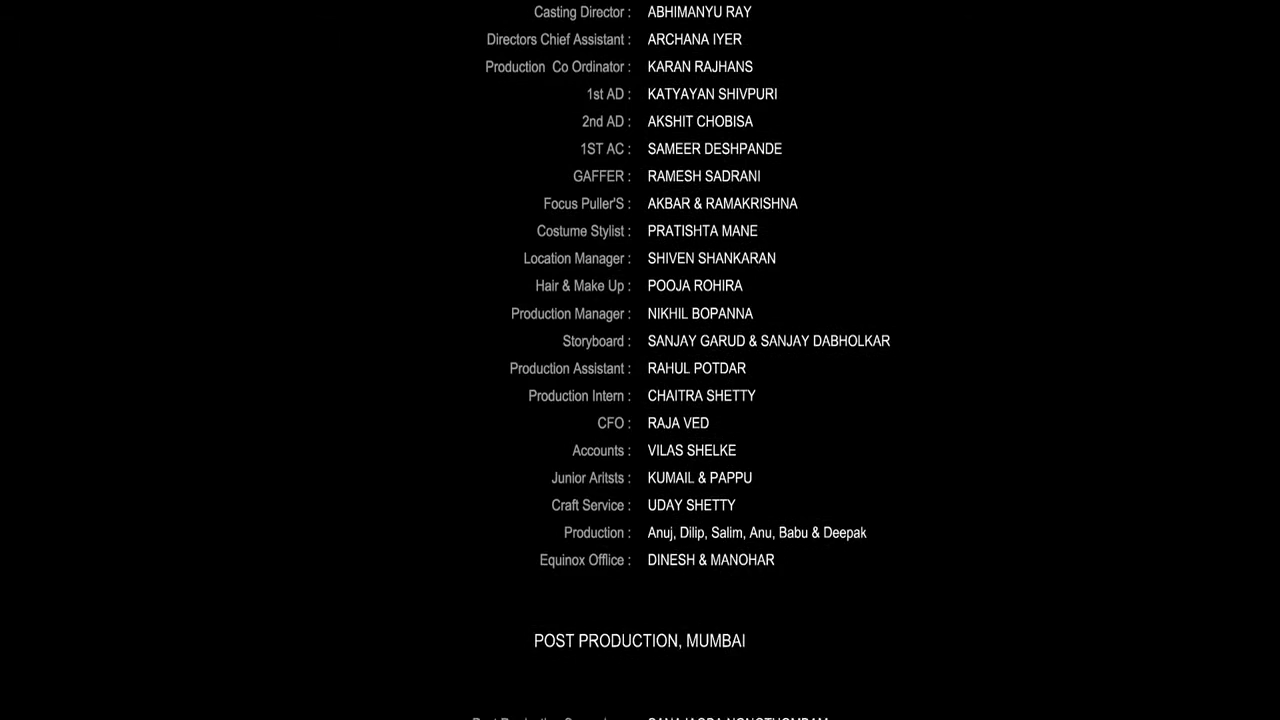 Casting Director : ABHIMANYU RAY
Directors Chief Assistant : ARCHANA IYER
Production Co Ordinator : KARAN RAJHANS
1st AD : KATYAYAN SHIVPURI
2nd AD : AKSHIT CHOBISA
1ST AC : SAMEER DESHPANDE
GAFFER : RAMESH SADRANI
Focus Puller'S : AKBAR & RAMAKRISHNA
Costume Stylist : PRATISHTA MANE
Location Manager : SHIVEN SHANKARAN
Hair & Make Up : POOJA ROHIRA
Production Manager : NIKHIL BOPANNA
Storyboard : SANJAY GARUD & SANJAY DABHOLKAR
Production Assistant : RAHUL POTDAR
Production Intern : CHAITRA SHETTY
CFO : RAJA VED
Accounts : VILAS SHELKE
Junior Aritsts : KUMAIL & PAPPU
Craft Service : UDAY SHETTY
Production : Anuj, Dilip, Salim, Anu, Babu & Deepak
Equinox Offlice : DINESH & MANOHAR
POST PRODUCTION, MUMBAI